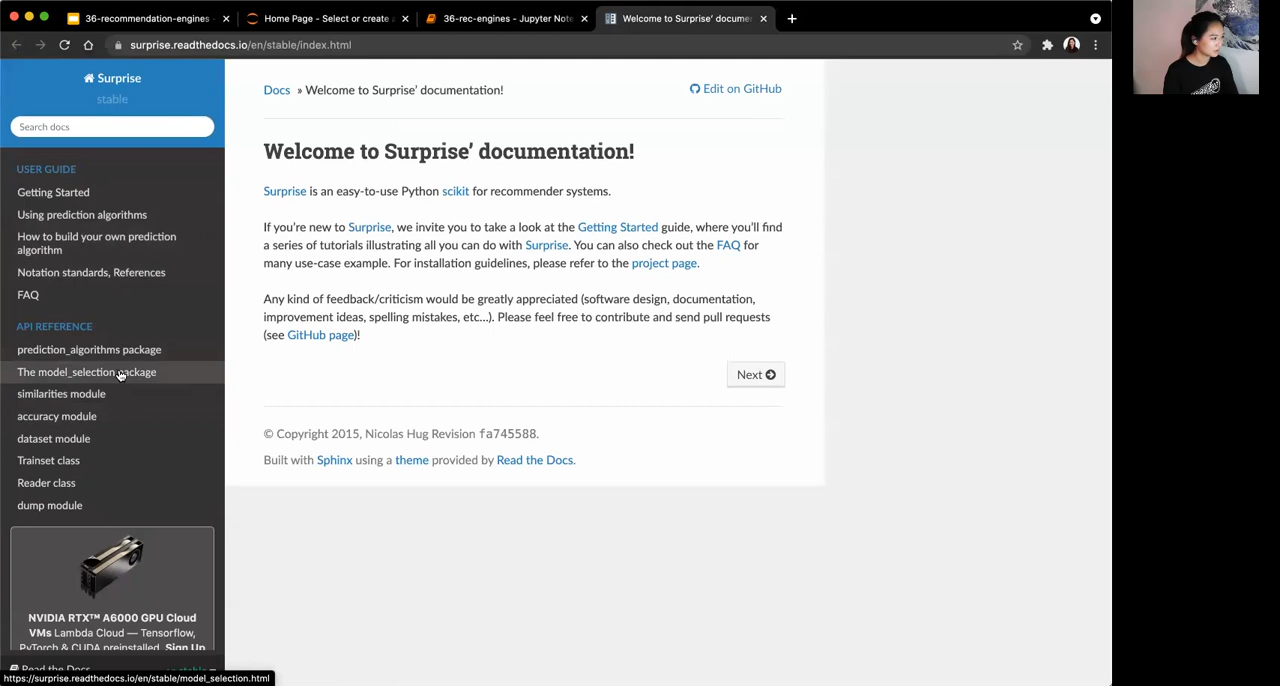 36-recommendation-engines
Home Page - Select or create a
36-rec-engines - Jupyter Note
Welcome to Surprise' documen
surprise.readthedocs.io/en/stable/index.html
Surprise
stable
Search docs
USER GUIDE
Getting Started
Using prediction algorithms
How to build your own prediction
algorithm
Notation standards, References
FAQ
API REFERENCE
prediction_algorithms package
The model_selection package
similarities module
accuracy module
dataset module
Trainset class
Reader class
dump module
NVIDIA RTX™ A6000 GPU Cloud
VMs Lambda Cloud — Tensorflow,
PyTorch & CUDA preinstalled. Sign Up
Read the Docs
https://surprise.readthedocs.io/en/stable/model_selection.html
Docs » Welcome to Surprise' documentation!
Edit on GitHub
Welcome to Surprise' documentation!
Surprise is an easy-to-use Python scikit for recommender systems.
If you're new to Surprise, we invite you to take a look at the Getting Started guide, where you'll find
a series of tutorials illustrating all you can do with Surprise. You can also check out the FAQ for
many use-case example. For installation guidelines, please refer to the project page.
Any kind of feedback/criticism would be greatly appreciated (software design, documentation,
improvement ideas, spelling mistakes, etc...). Please feel free to contribute and send pull requests
(see GitHub page)!
Next
© Copyright 2015, Nicolas Hug Revision fa745588.
Built with Sphinx using a theme provided by Read the Docs.